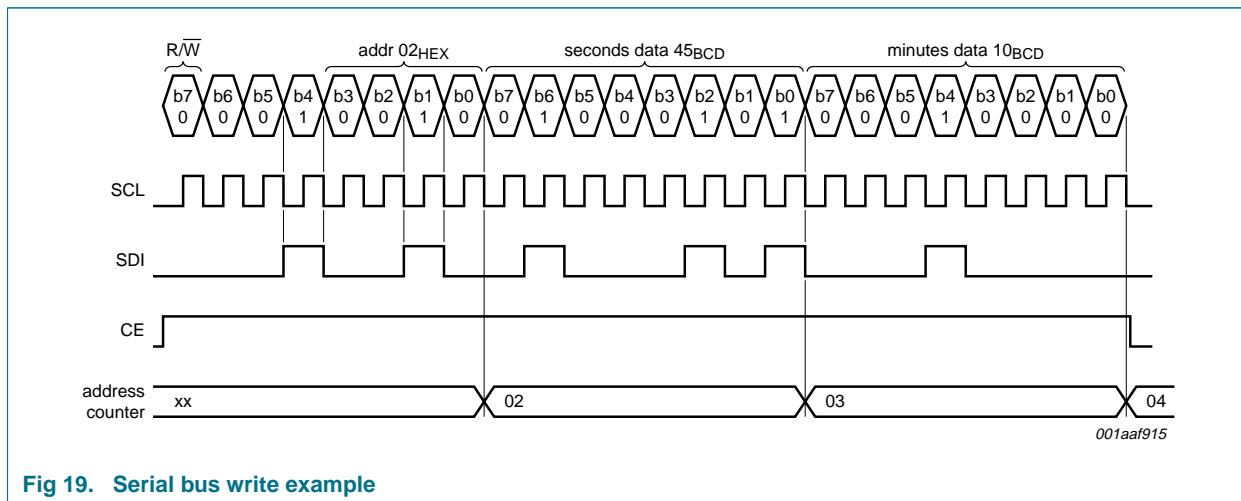 R/W addr 02HEX seconds data 45BCD minutes data 10BCD
b7 b6 b5 b4 b3 b2 b1 b0 b7 b6 b5 b4 b3 b2 b1 b0 b7 b6 b5 b4 b3 b2 b1 b0
0 0 0 1 0 0 1 0 0 1 0 0 0 1 0 1 0 0 0 1 0 0 0 0
SCL
SDI
CE
address
counter
xx 02 03 04
001aaf915
Fig 19. Serial bus write example